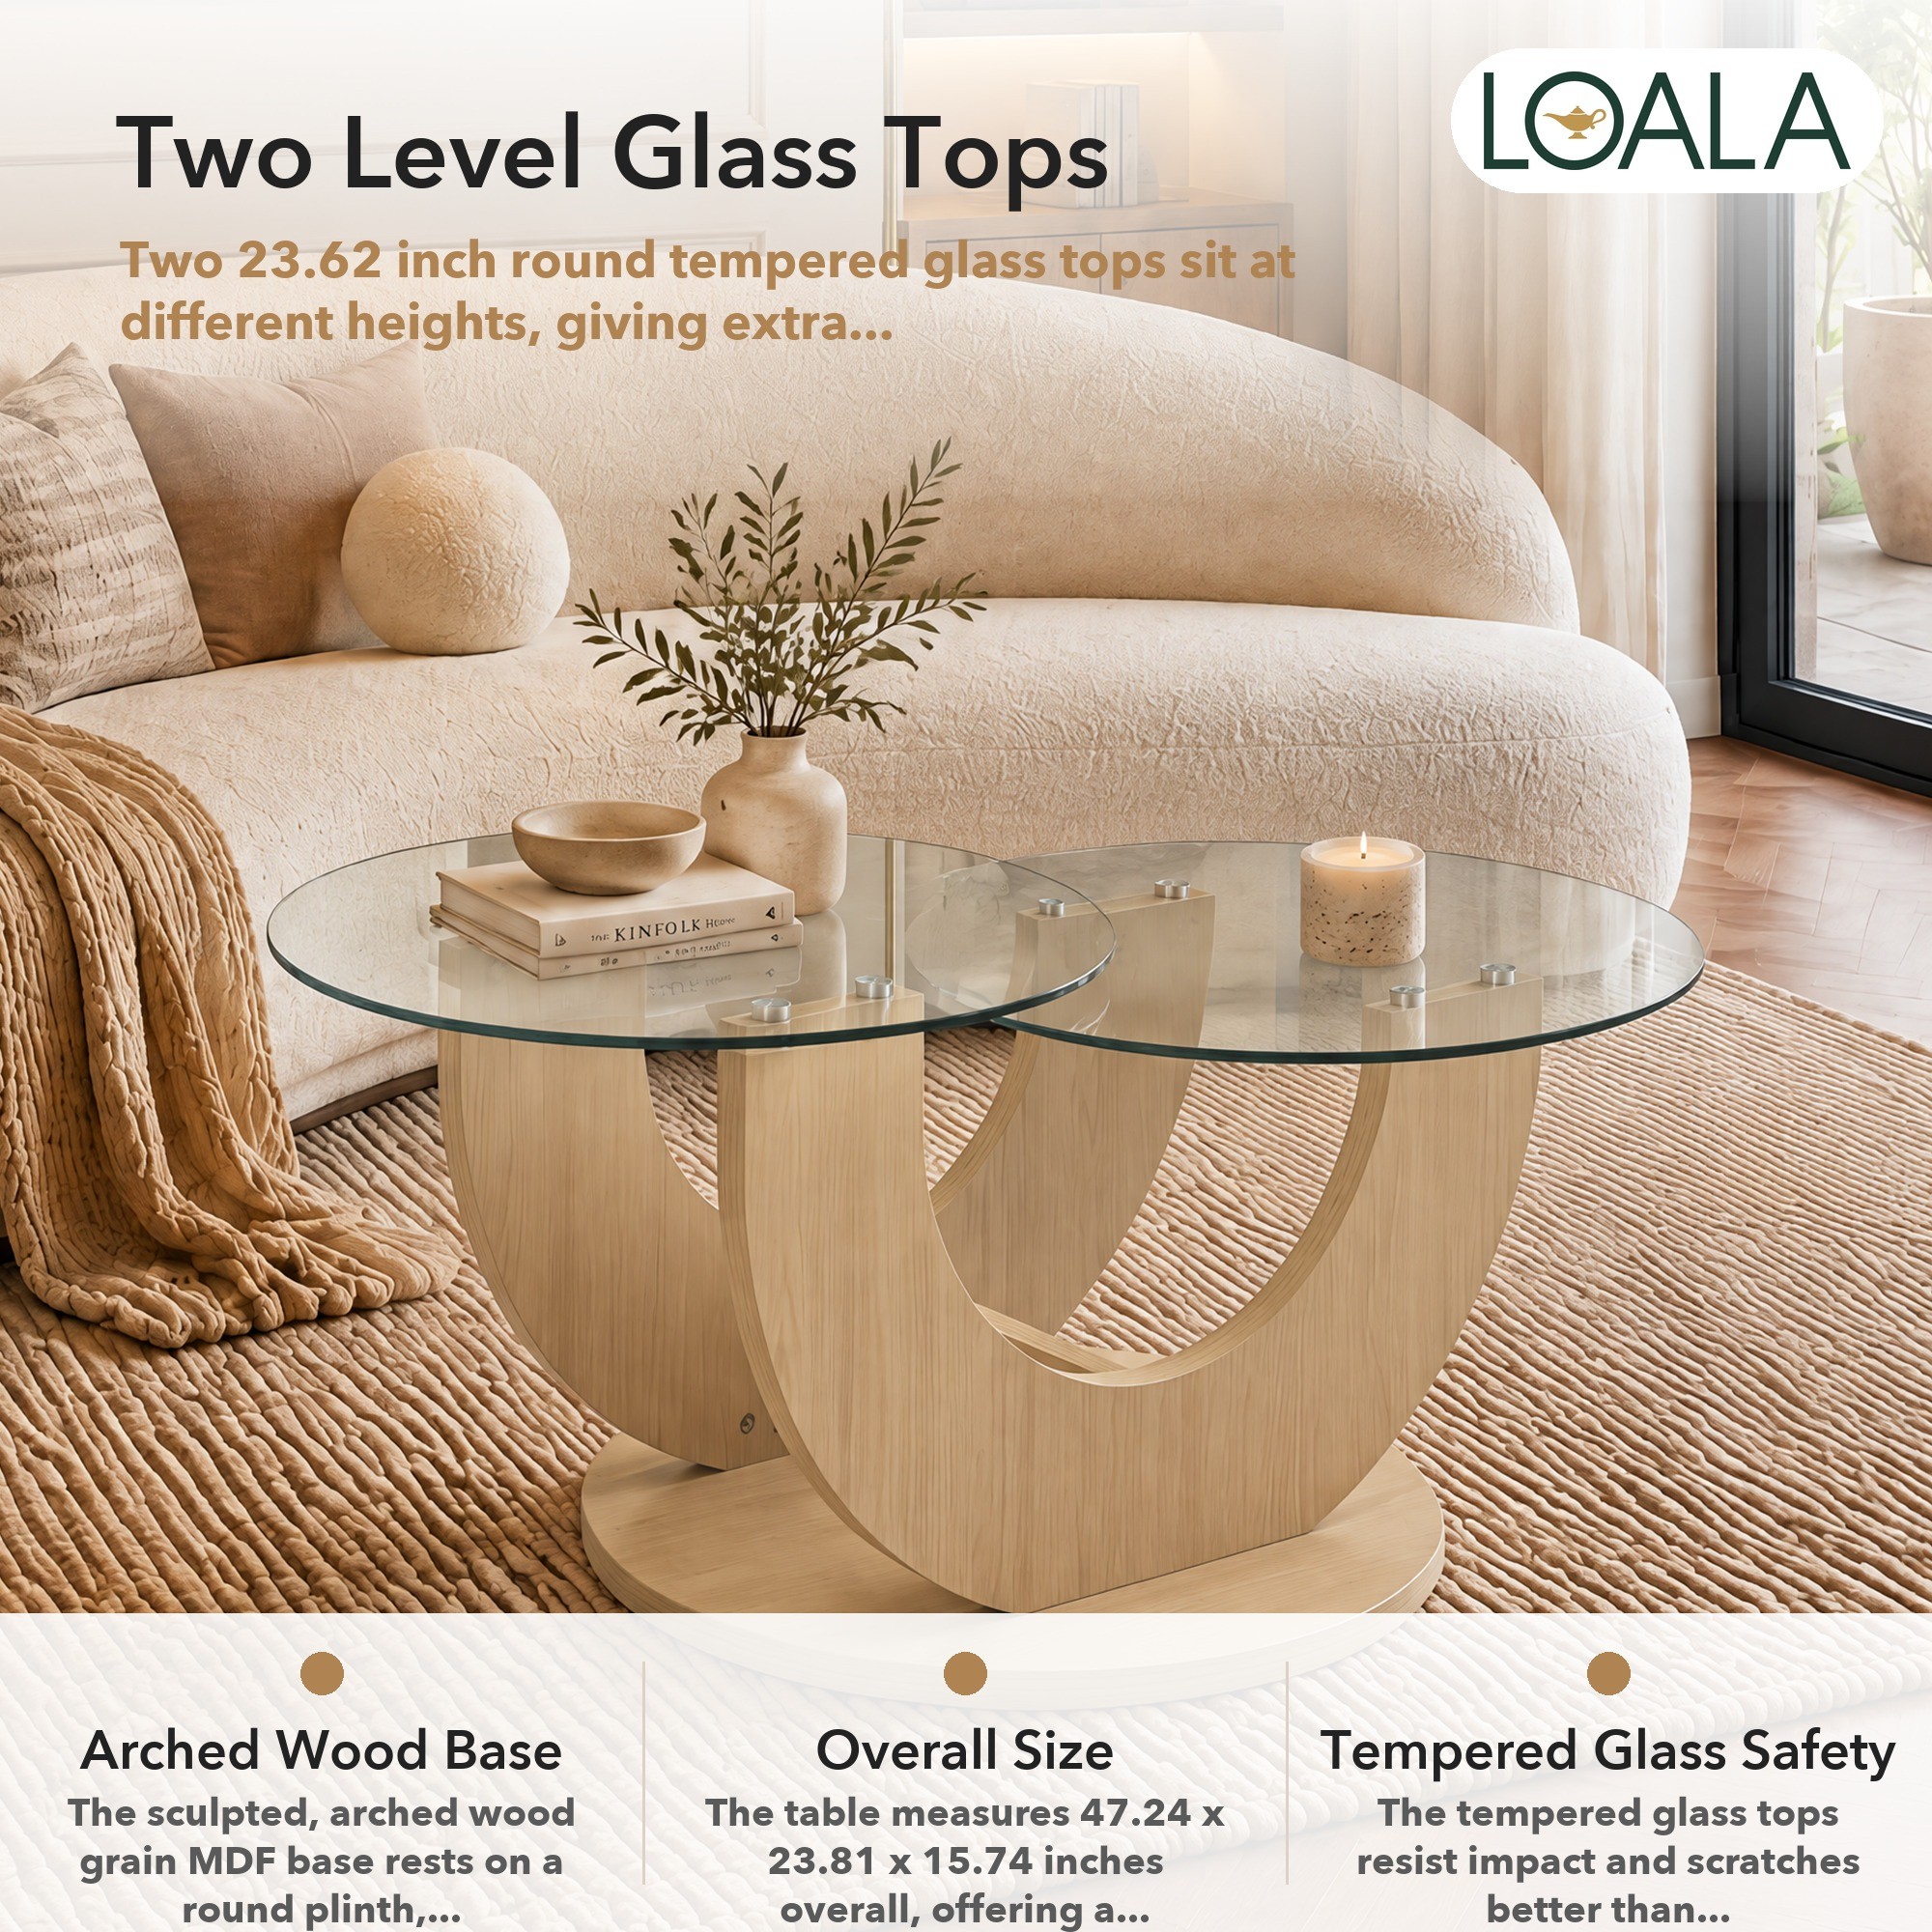 LOALA
Two Level Glass Tops
Two 23.62 inch round tempered glass tops sit at
different heights, giving extra...
KINFOLK
Arched Wood Base
The sculpted, arched wood
grain MDF base rests on a
round plinth,...
Overall Size
The table measures 47.24 x
23.81 x 15.74 inches
overall, offering a...
Tempered Glass Safety
The tempered glass tops
resist impact and scratches
better than...